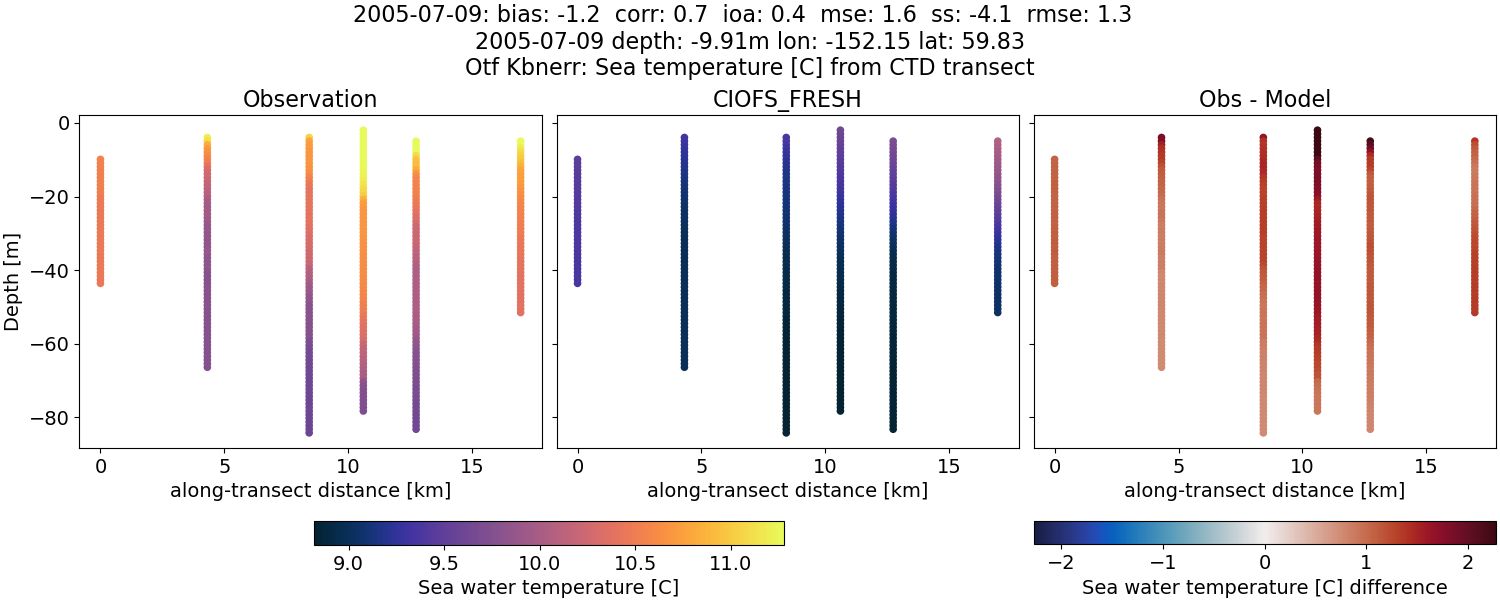 2005-07-09: bias: -1.2  corr: 0.7  ioa: 0.4  mse: 1.6  ss: -4.1  rmse: 1.3
2005-07-09 depth: -9.91m lon: -152.15 lat: 59.83
Otf Kbnerr: Sea temperature [C] from CTD transect
Observation
CIOFS_FRESH
Obs - Model
Depth [m]
0
−20
−40
−60
−80
0 5 10 15
0 5 10 15
0 5 10 15
along-transect distance [km]
along-transect distance [km]
along-transect distance [km]
9.0 9.5 10.0 10.5 11.0
Sea water temperature [C]
−2 −1 0 1 2
Sea water temperature [C] difference